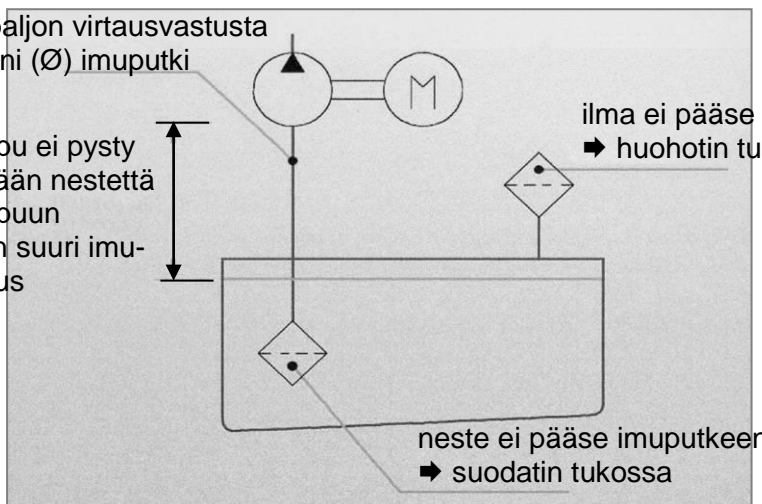 paljon virtausvastusta
ni (Ø) imuputki
M
ilma ei pääse
➡ huohotin tu
pu ei pysty
ään nestettä
puun
n suuri imu-
us
neste ei pääse imuputkeen
➡ suodatin tukossa